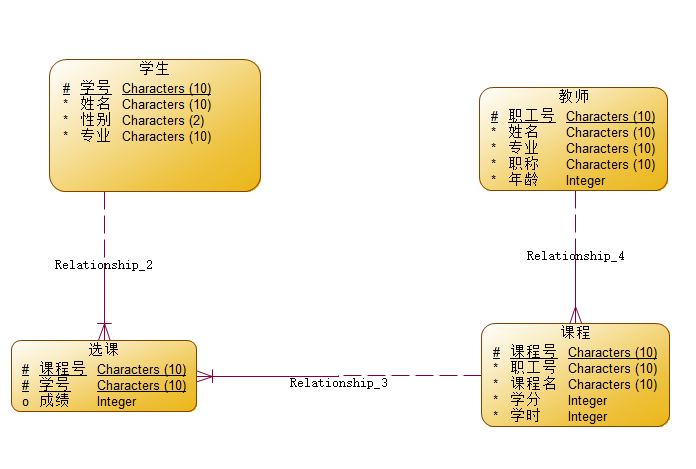 学生
# 学号 Characters (10)
* 姓名 Characters (10)
* 性别 Characters (2)
* 专业 Characters (10)
教师
# 职工号 Characters (10)
* 姓名 Characters (10)
* 专业 Characters (10)
* 职称 Characters (10)
* 年龄 Integer
Relationship_2
Relationship_4
选课
# 课程号 Characters (10)
# 学号 Characters (10)
o 成绩 Integer
Relationship_3
课程
# 课程号 Characters (10)
* 职工号 Characters (10)
* 课程名 Characters (10)
* 学分 Integer
* 学时 Integer